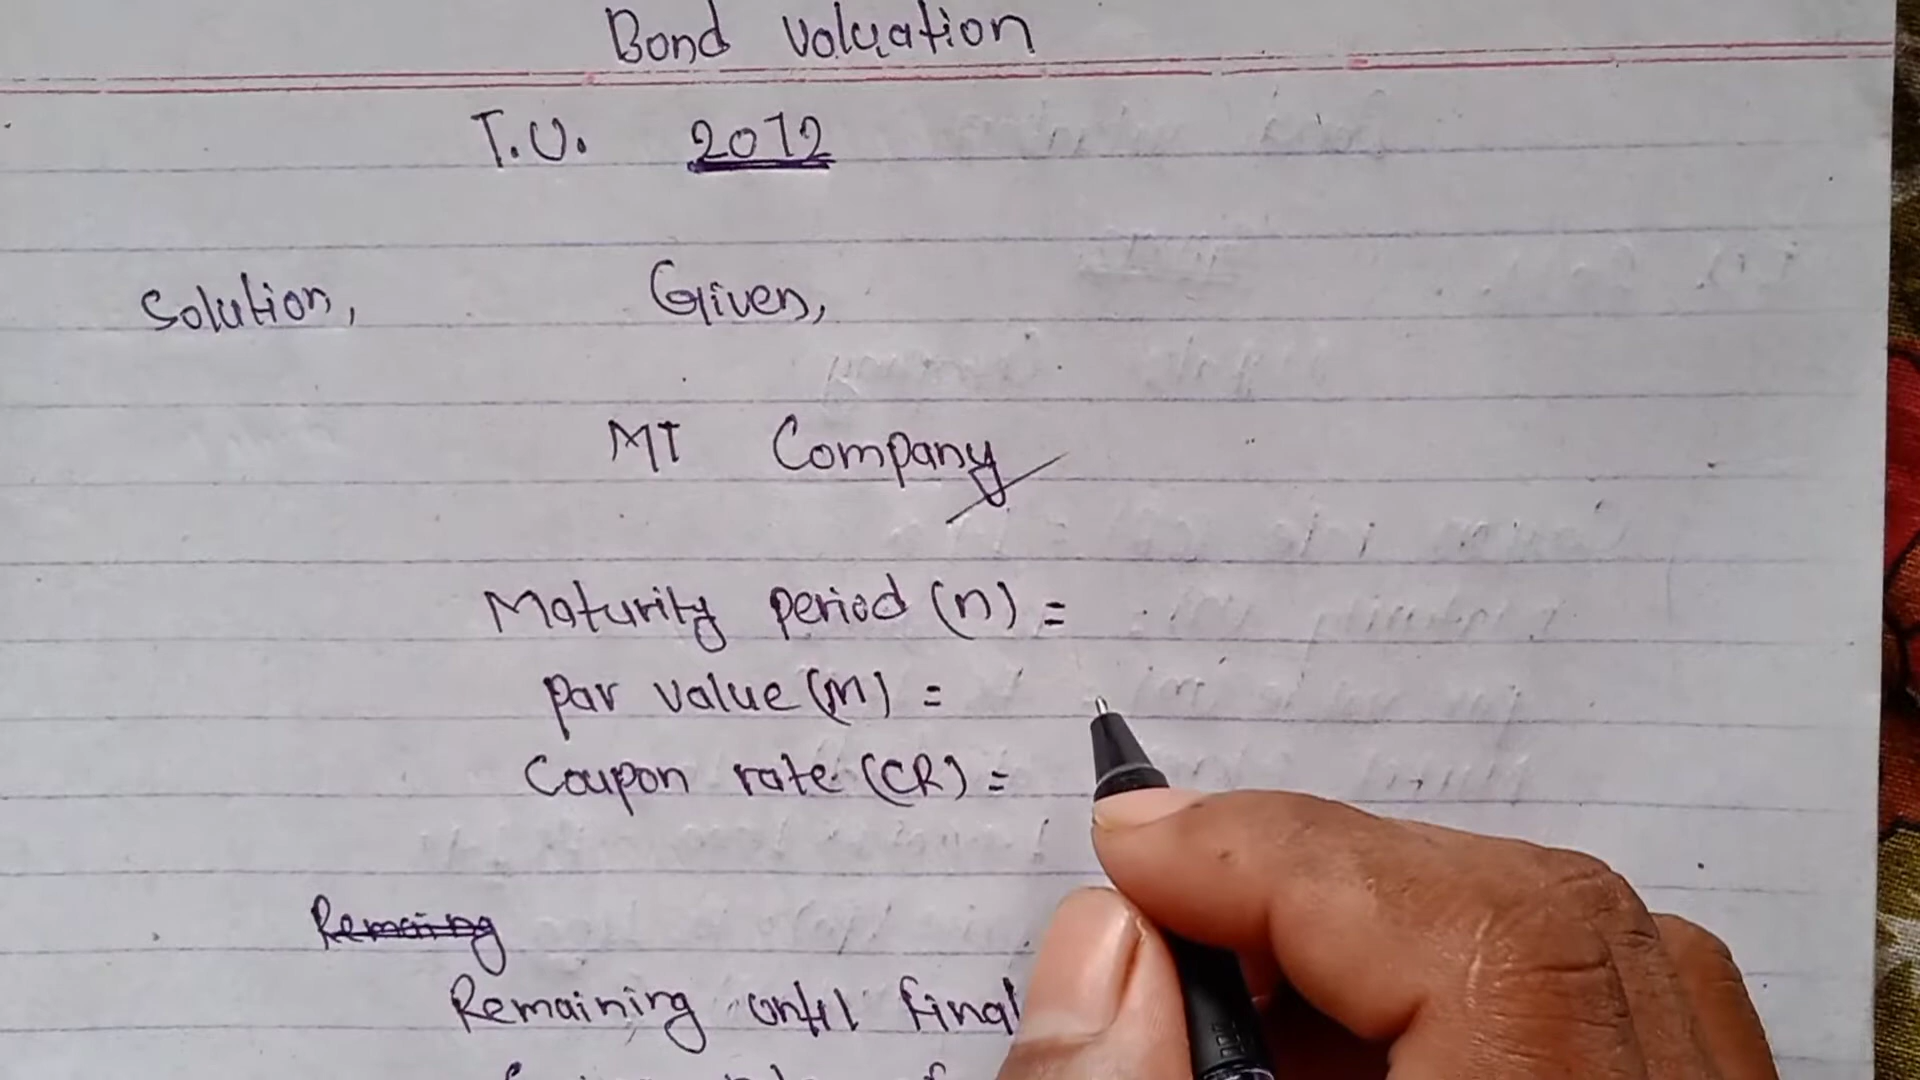 Bond Valuation
T.U. 2072
Solution, Given,
MT Company
Maturity period (n) =
par value (M) =
Coupon rate (CR) =
Remaining until final